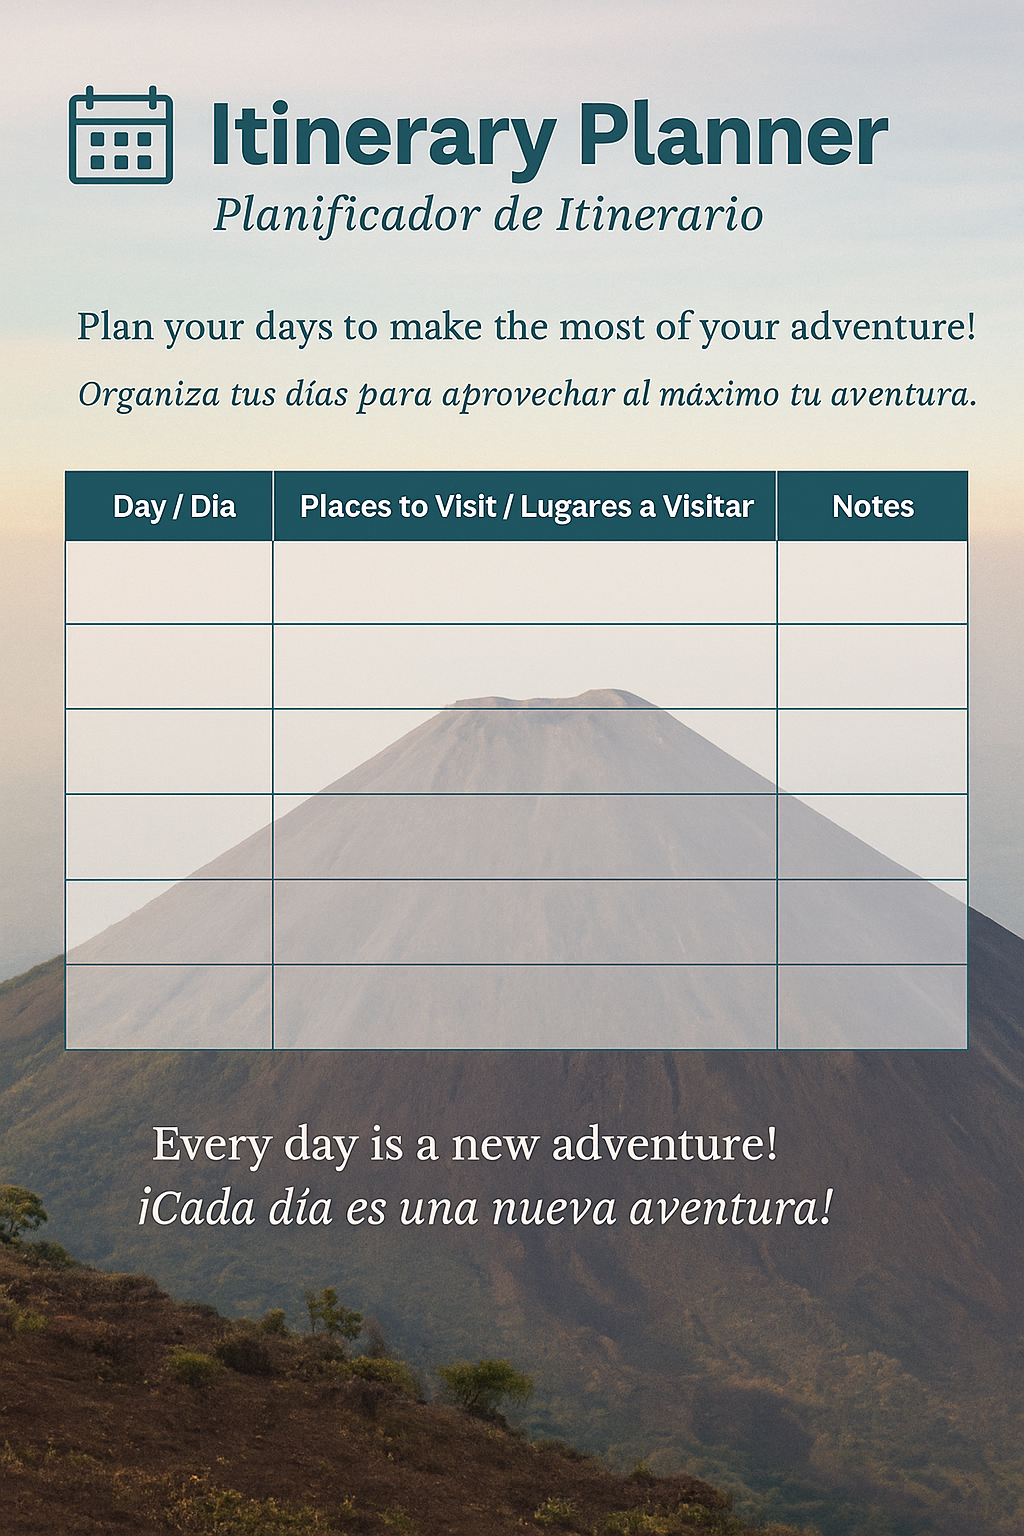 Itinerary Planner
Planificador de Itinerario
Plan your days to make the most of your adventure!
Organiza tus días para aprovechar al máximo tu aventura.
Day / Dia
Places to Visit / Lugares a Visitar
Notes
Every day is a new adventure!
¡Cada día es una nueva aventura!